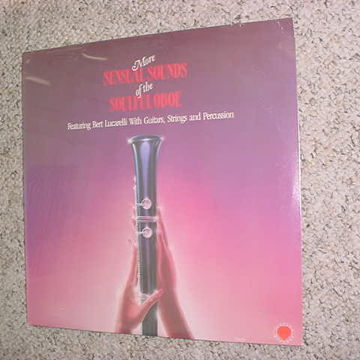 More
SENSUAL SOUNDS
of the
SOULFUL OBOE
Featuring Bert Lucarelli With Guitars, Strings and Percussion